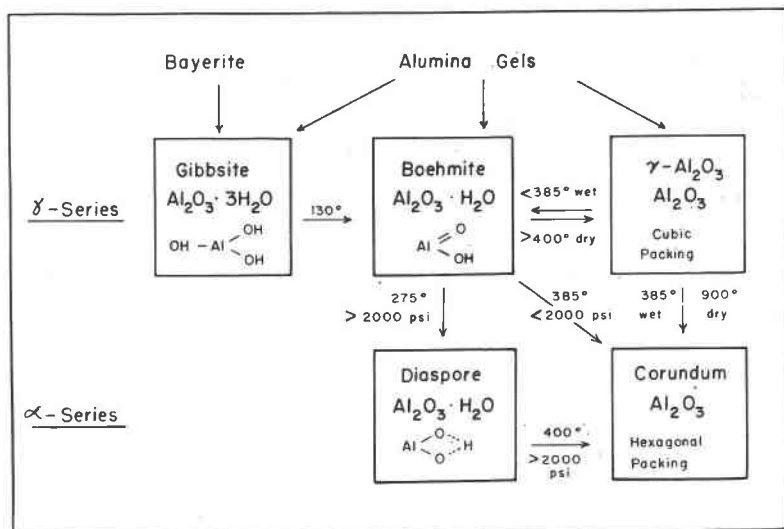 Bayerite
Alumina Gels
γ-Series
Gibbsite
Al₂O₃· 3H₂O
OH
OH-Al
OH
130°
Boehmite
Al₂O₃· H₂O
O
Al
OH
<385° wet
>400° dry
γ-Al₂O₃
Al₂O₃
Cubic
Packing
275°
>2000 psi
385°
<2000 psi
385°
wet
900°
dry
α-Series
Diaspore
Al₂O₃· H₂O
O
Al H
O
400°
>2000
psi
Corundum
Al₂O₃
Hexagonal
Packing